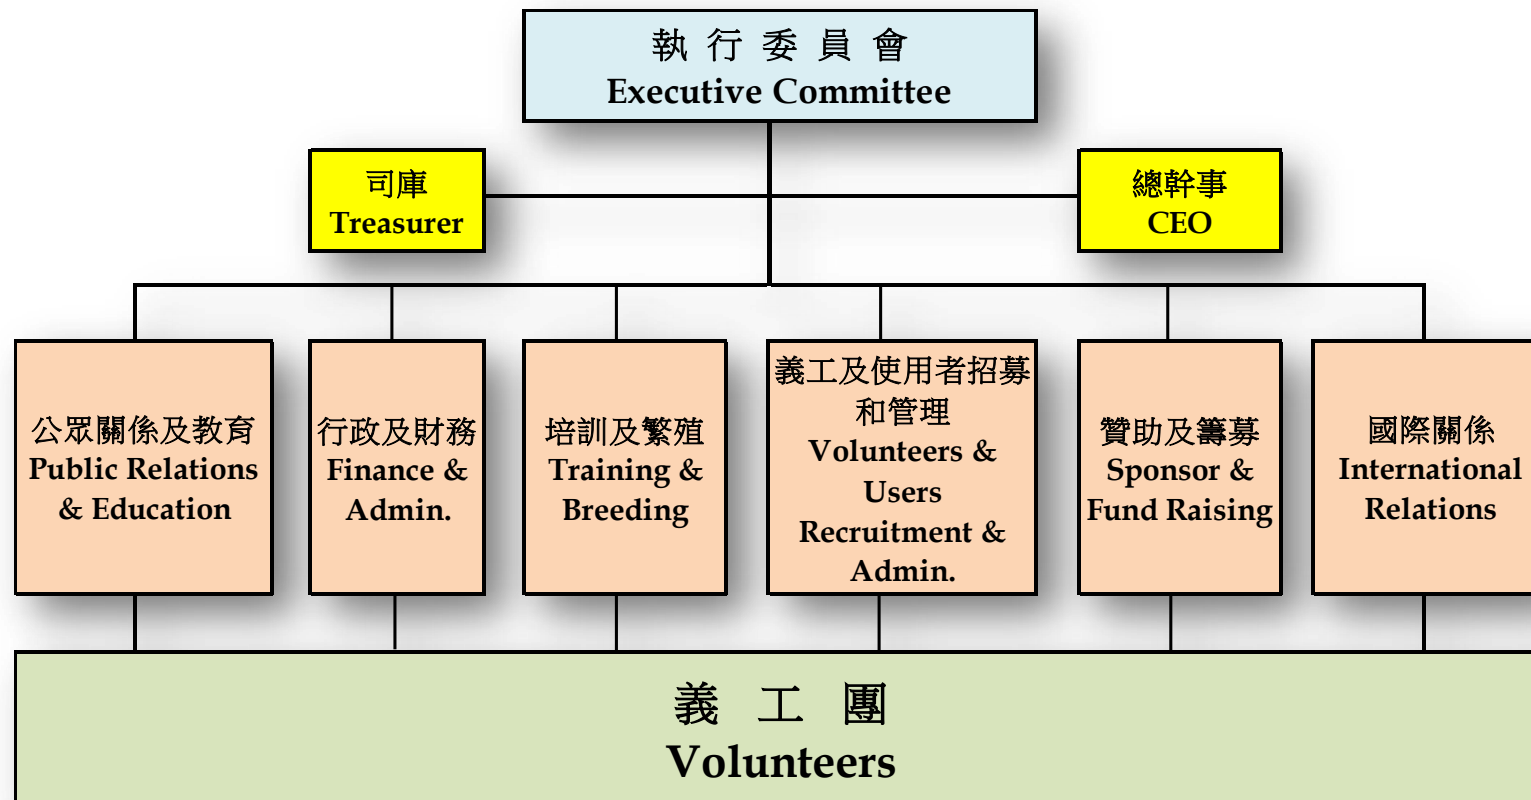 執 行 委 員 會
Executive Committee
司庫
Treasurer
總幹事
CEO
公眾關係及教育
Public Relations
& Education
行政及財務
Finance &
Admin.
培訓及繁殖
Training &
Breeding
義工及使用者招募
和管理
Volunteers &
Users
Recruitment &
Admin.
贊助及籌募
Sponsor &
Fund Raising
國際關係
International
Relations
義 工 團
Volunteers